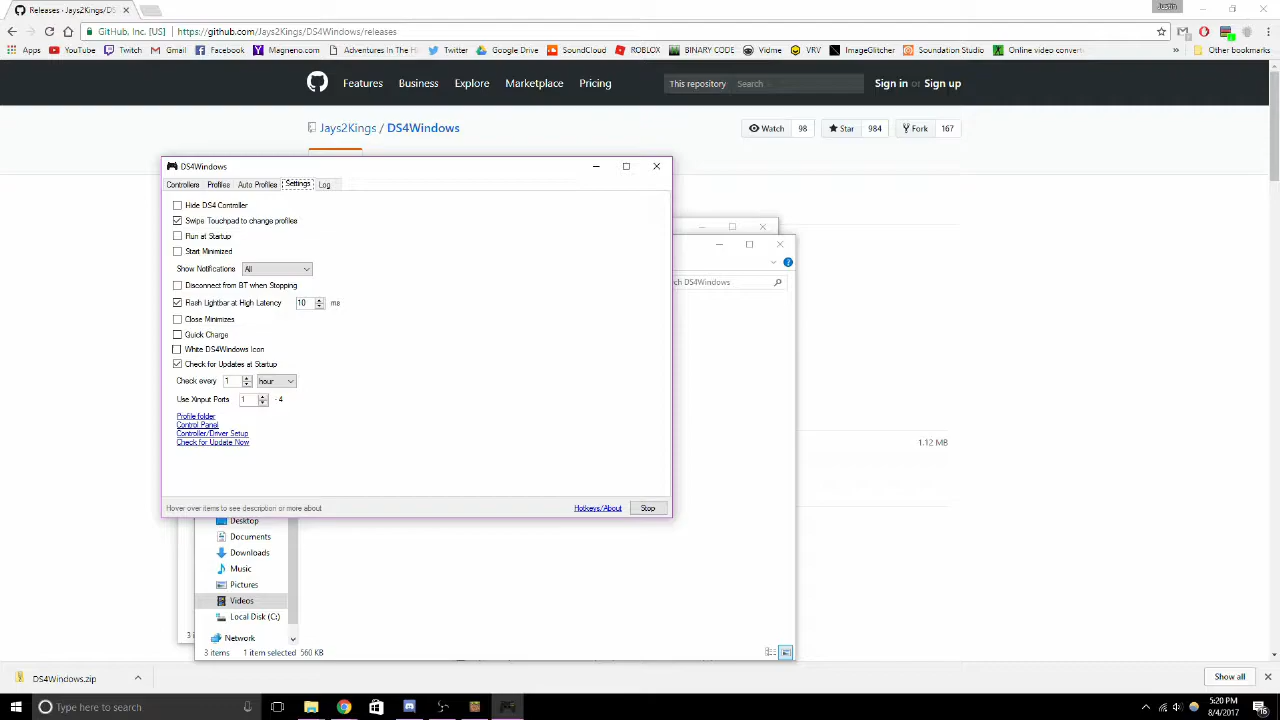 Releases · Jays2Kings/DS4
Justin
GitHub, Inc. [US] https://github.com/Jays2Kings/DS4Windows/releases
Apps YouTube Twitch Gmail Facebook Magneno.com Adventures In The H Twitter Google Drive SoundCloud ROBLOX BINARY CODE Vidme VRV ImageGlitcher Soundation Studio Online video convert » Other bookmarks
Features Business Explore Marketplace Pricing This repository Search Sign in or Sign up
Jays2Kings / DS4Windows Watch 98 Star 984 Fork 167
DS4Windows
Controllers Profiles Auto Profiles Settings Log
Hide DS4 Controller
Swipe Touchpad to change profiles
Run at Startup
Start Minimized
Show Notifications All
ch DS4Windows
Disconnect from BT when Stopping
Flash Lightbar at High Latency 10 ms
Close Minimizes
Quick Charge
White DS4Windows Icon
Check for Updates at Startup
Check every 1 hour
Use Xinput Ports 1 - 4
Profile folder
Control Panel
Controller/Driver Setup
Check for Update Now
1.12 MB
Hover over items to see description or more about Hotkeys/About Stop
Desktop
Documents
Downloads
Music
Pictures
Videos
Local Disk (C:)
Network
3 i
3 items 1 item selected 560 KB
DS4Windows.zip Show all
Type here to search
5:20 PM
8/4/2017
16